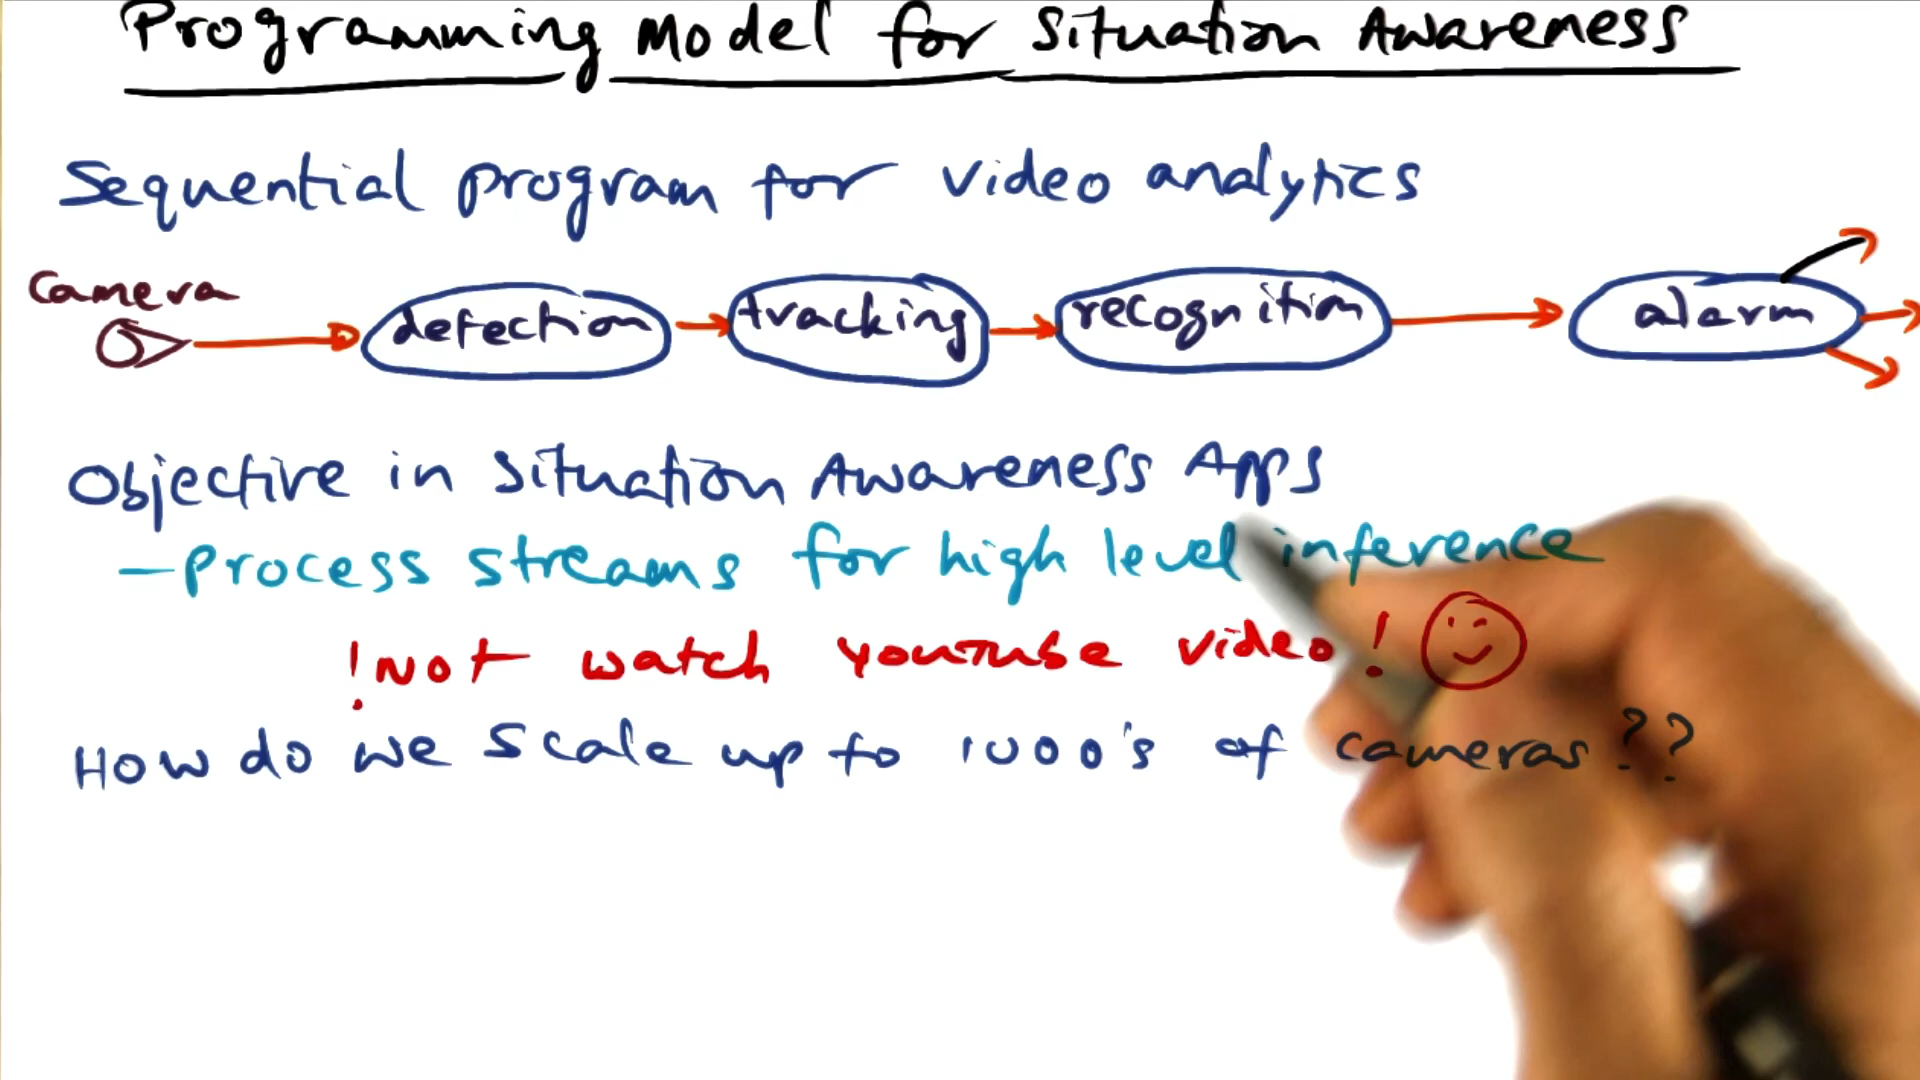 Programming Model for Situation Awareness
Sequential program for video analytics
Camera
detection
tracking
recognition
alarm
Objective in Situation Awareness Apps
- process streams for high level inference
! Not watch YouTube video !
How do we scale up to 1000's of cameras ??